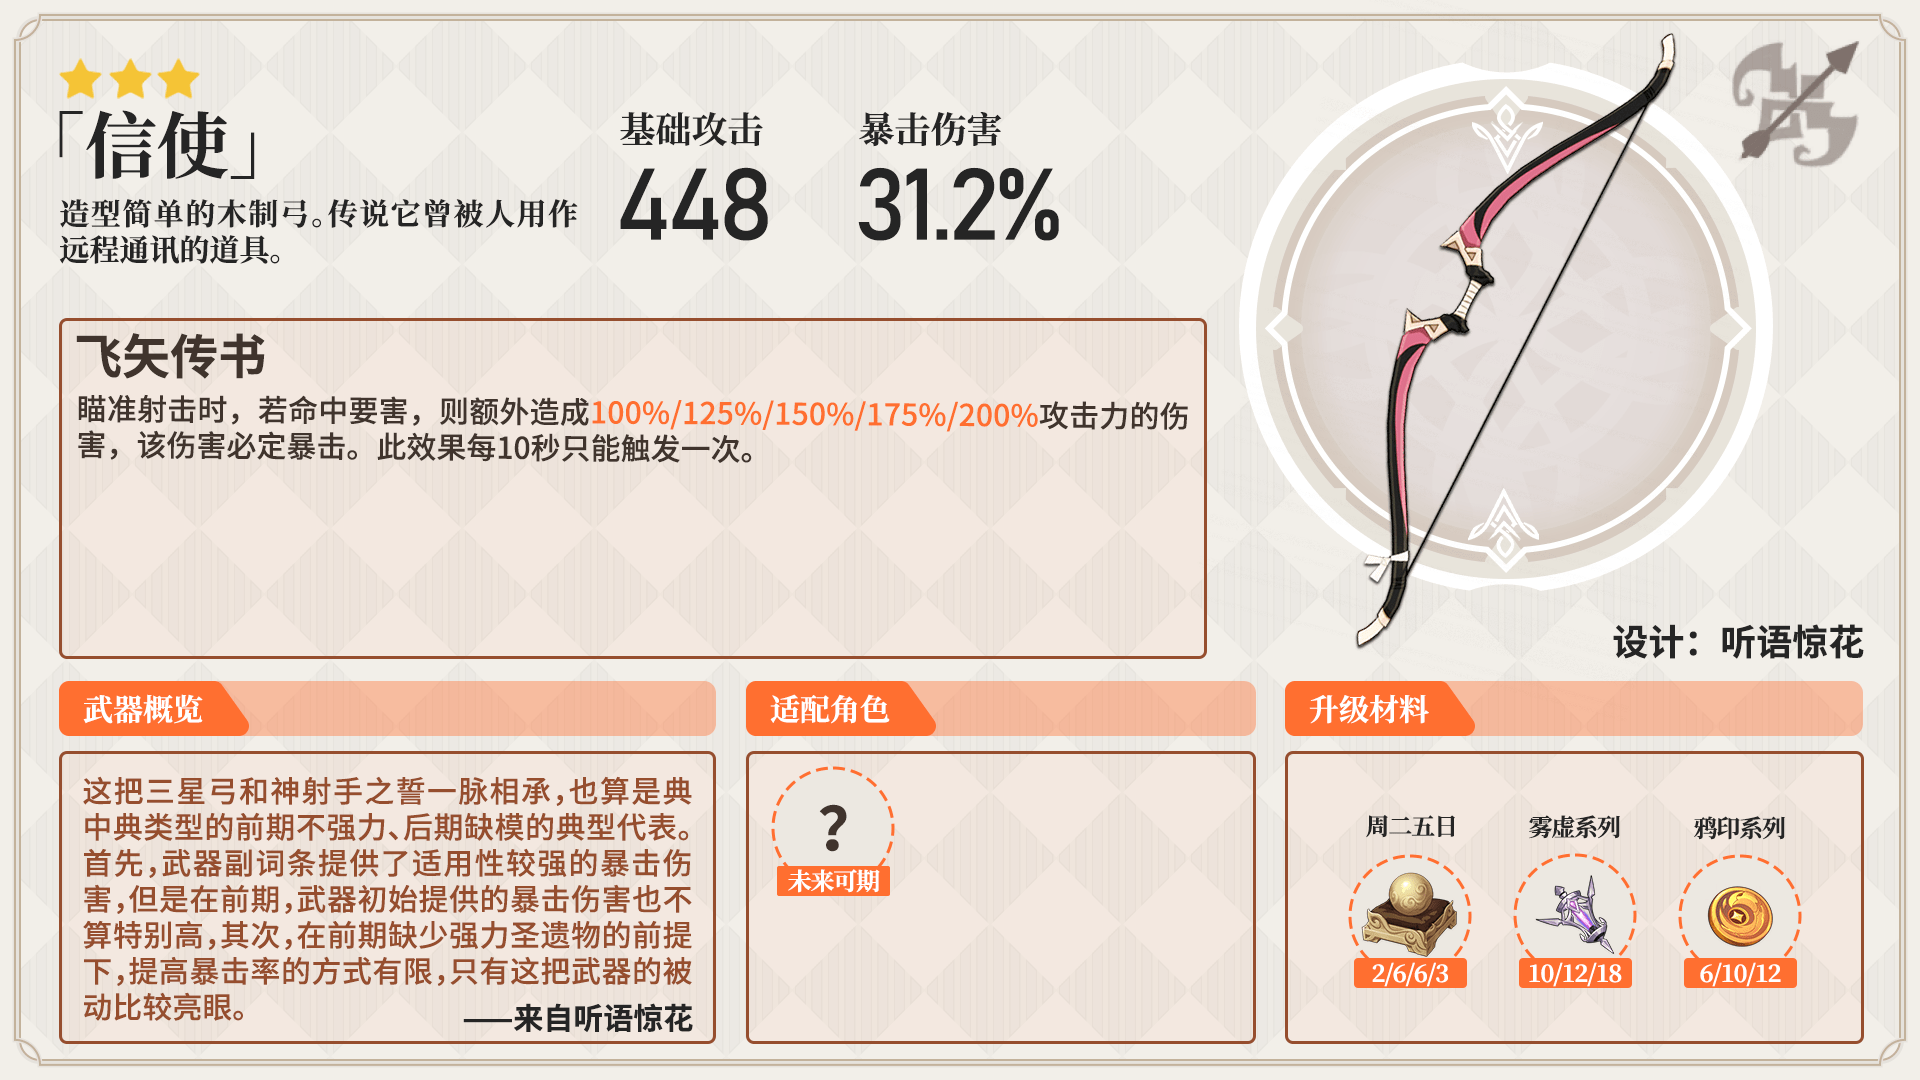 「信使」
造型简单的木制弓。传说它曾被人用作
远程通讯的道具。
基础攻击
448
暴击伤害
31.2%
飞矢传书
瞄准射击时，若命中要害，则额外造成100%/125%/150%/175%/200%攻击力的伤
害，该伤害必定暴击。此效果每10秒只能触发一次。
设计：听语惊花
武器概览
这把三星弓和神射手之誓一脉相承，也算是典
中典类型的前期不强力、后期缺模的典型代表。
首先，武器副词条提供了适用性较强的暴击伤
害，但是在前期，武器初始提供的暴击伤害也不
算特别高，其次，在前期缺少强力圣遗物的前提
下，提高暴击率的方式有限，只有这把武器的被
动比较亮眼。
——来自听语惊花
适配角色
?
未来可期
升级材料
周二五日
2/6/6/3
雾虚系列
10/12/18
鸦印系列
6/10/12